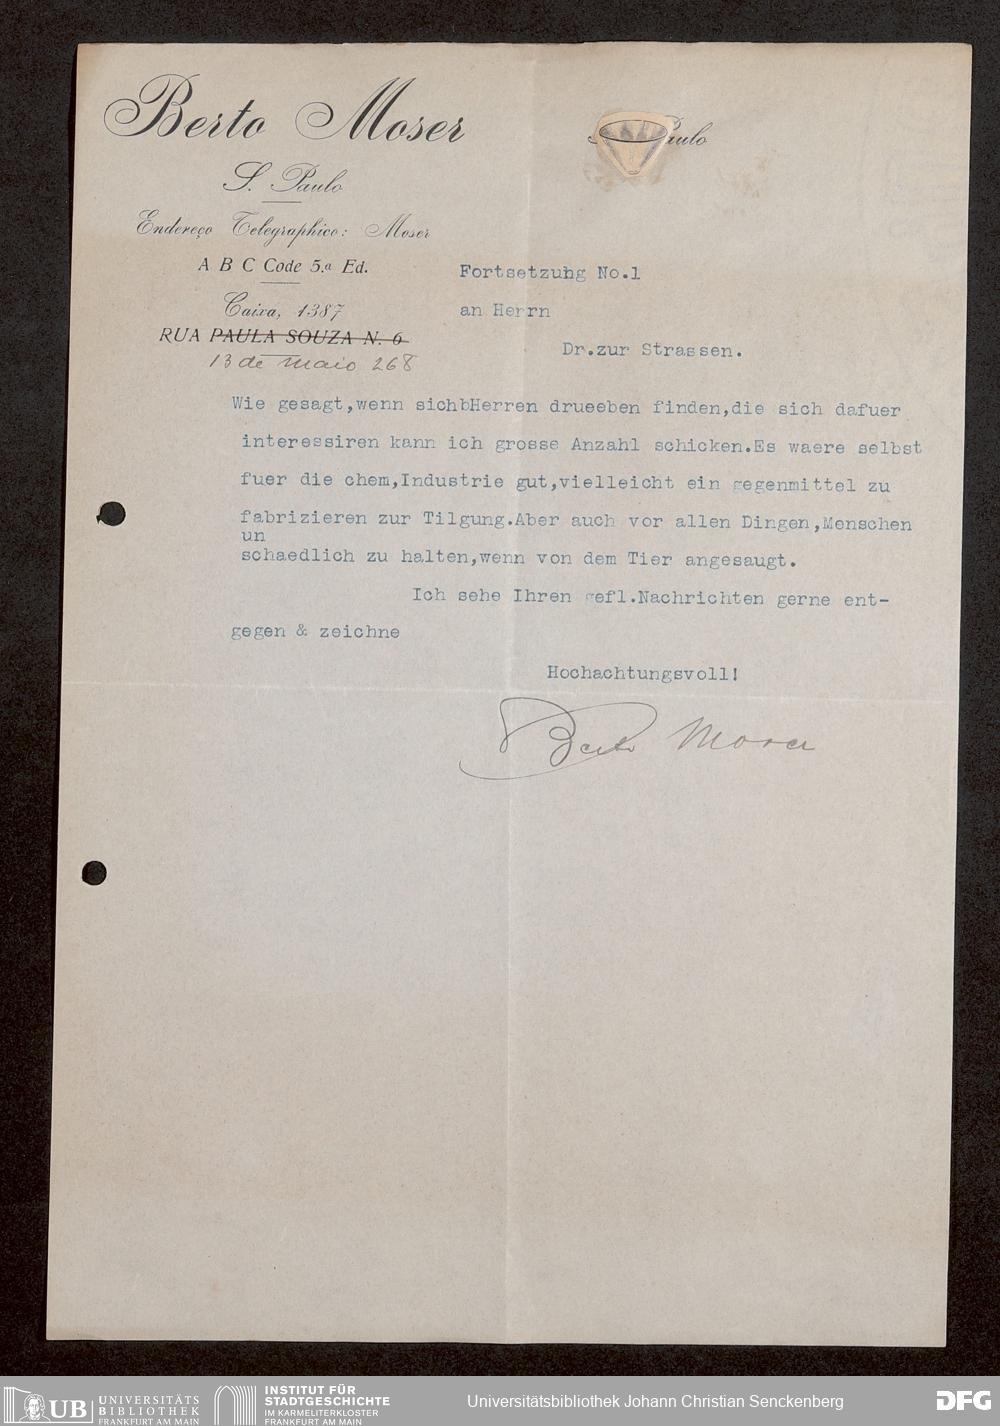 Berto Moser
S. Paulo
Paulo
Endereço Telegraphico: Moser
A B C Code 5.a Ed.
Caixa, 1387
RUA PAULA SOUZA N. 6
13 de Maio 268
Fortsetzuhg No.1
an Herrn
Dr.zur Strassen.
Wie gesagt,wenn sichbHerren drueeben finden,die sich dafuer
interessiren kann ich grosse Anzahl schicken.Es waere selbst
fuer die chem,Industrie gut,vielleicht ein gegenmittel zu
fabrizieren zur Tilgung.Aber auch vor allen Dingen,Menschen
un
schaedlich zu halten,wenn von dem Tier angesaugt.
Ich sehe Ihren gefl.Nachrichten gerne ent-
gegen & zeichne
Hochachtungsvoll!
Berto Moser
UB UNIVERSITÄTS
BIBLIOTHEK
FRANKFURT AM MAIN
INSTITUT FÜR
STADTGESCHICHTE
IM KARMELITERKLOSTER
FRANKFURT AM MAIN
Universitätsbibliothek Johann Christian Senckenberg
DFG